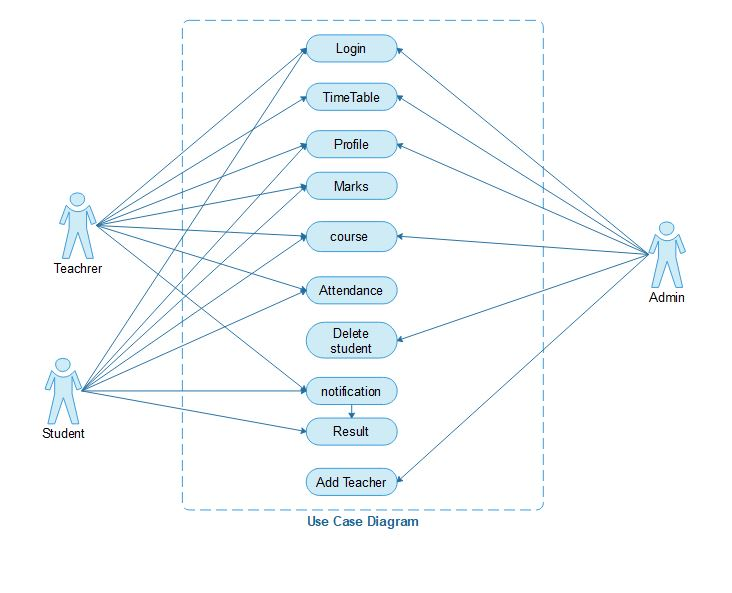 Login
TimeTable
Profile
Marks
Teachrer
course
Admin
Attendance
Delete
student
notification
Student
Result
Add Teacher
Use Case Diagram